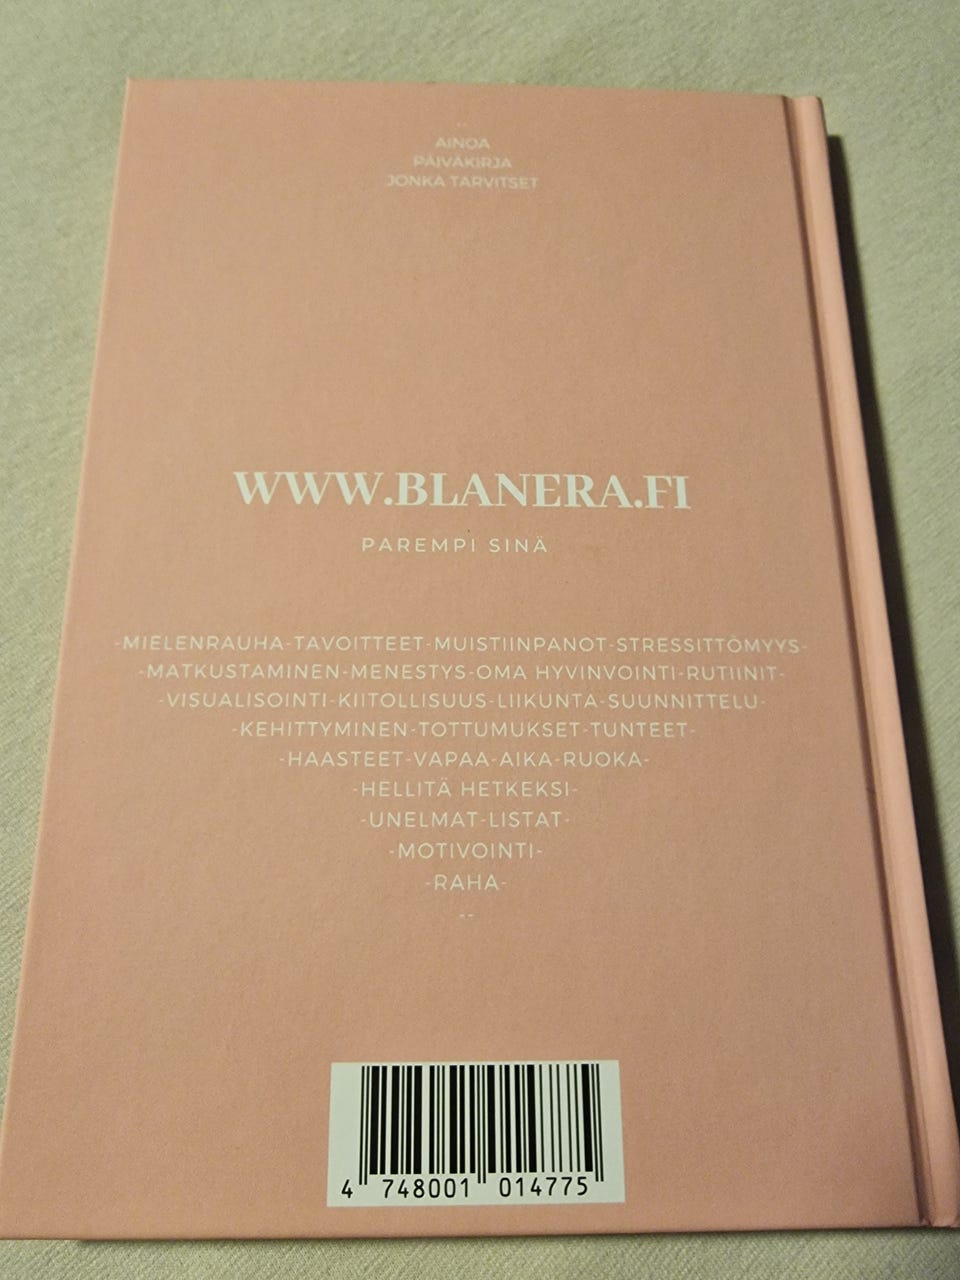 --
AINOA
PÄIVÄKIRJA
JONKA TARVITSET
WWW.BLANERA.FI
PAREMPI SINÄ
-MIELENRAUHA-TAVOITTEET-MUISTIINPANOT-STRESSITTÖMYYS-
-MATKUSTAMINEN-MENESTYS-OMA HYVINVOINTI-RUTIINIT-
-VISUALISOINTI-KIITOLLISUUS-LIIKUNTA-SUUNNITTELU-
-KEHITTYMINEN-TOTTUMUKSET-TUNTEET-
-HAASTEET-VAPAA-AIKA-RUOKA-
-HELLITÄ HETKEKSI-
-UNELMAT-LISTAT-
-MOTIVOINTI-
-RAHA-
--
4 748001 014775